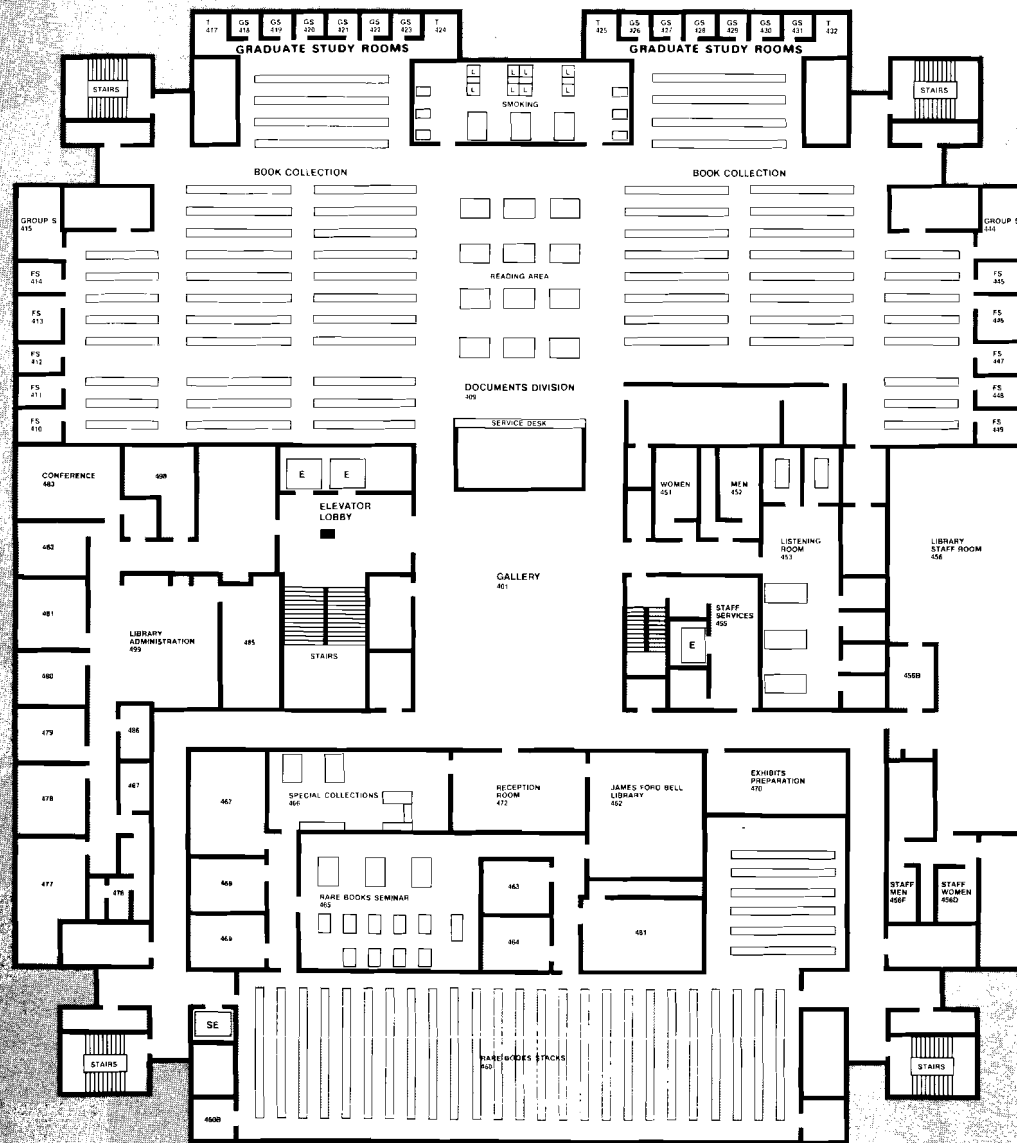 T GS GS GS GS GS GS T
417 418 419 420 421 422 423 424
GRADUATE STUDY ROOMS
T GS GS GS GS GS GS T
425 426 427 428 429 430 431 432
GRADUATE STUDY ROOMS
STAIRS
L L L L
L L L L
SMOKING
STAIRS
BOOK COLLECTION
BOOK COLLECTION
GROUP S
415
GROUP S
444
FS
414
READING AREA
FS
445
FS
413
FS
446
FS
412
FS
447
FS
411
DOCUMENTS DIVISION
409
FS
448
FS
410
SERVICE DESK
FS
449
CONFERENCE
483
498
E E
ELEVATOR
LOBBY
WOMEN
451
MEN
452
482
LISTENING
ROOM
453
LIBRARY
STAFF ROOM
456
GALLERY
401
481
LIBRARY
ADMINISTRATION
499
485
STAIRS
STAFF
SERVICES
455
E
480
456B
479
486
478
487
467
SPECIAL COLLECTIONS
466
RECEPTION
ROOM
472
JAMES FORD BELL
LIBRARY
462
EXHIBITS
PREPARATION
470
477
476
468
RARE BOOKS SEMINAR
465
463
STAFF
MEN
456F
STAFF
WOMEN
456D
469
464
461
SE
STAIRS
RARE BOOKS STACKS
460
STAIRS
460B